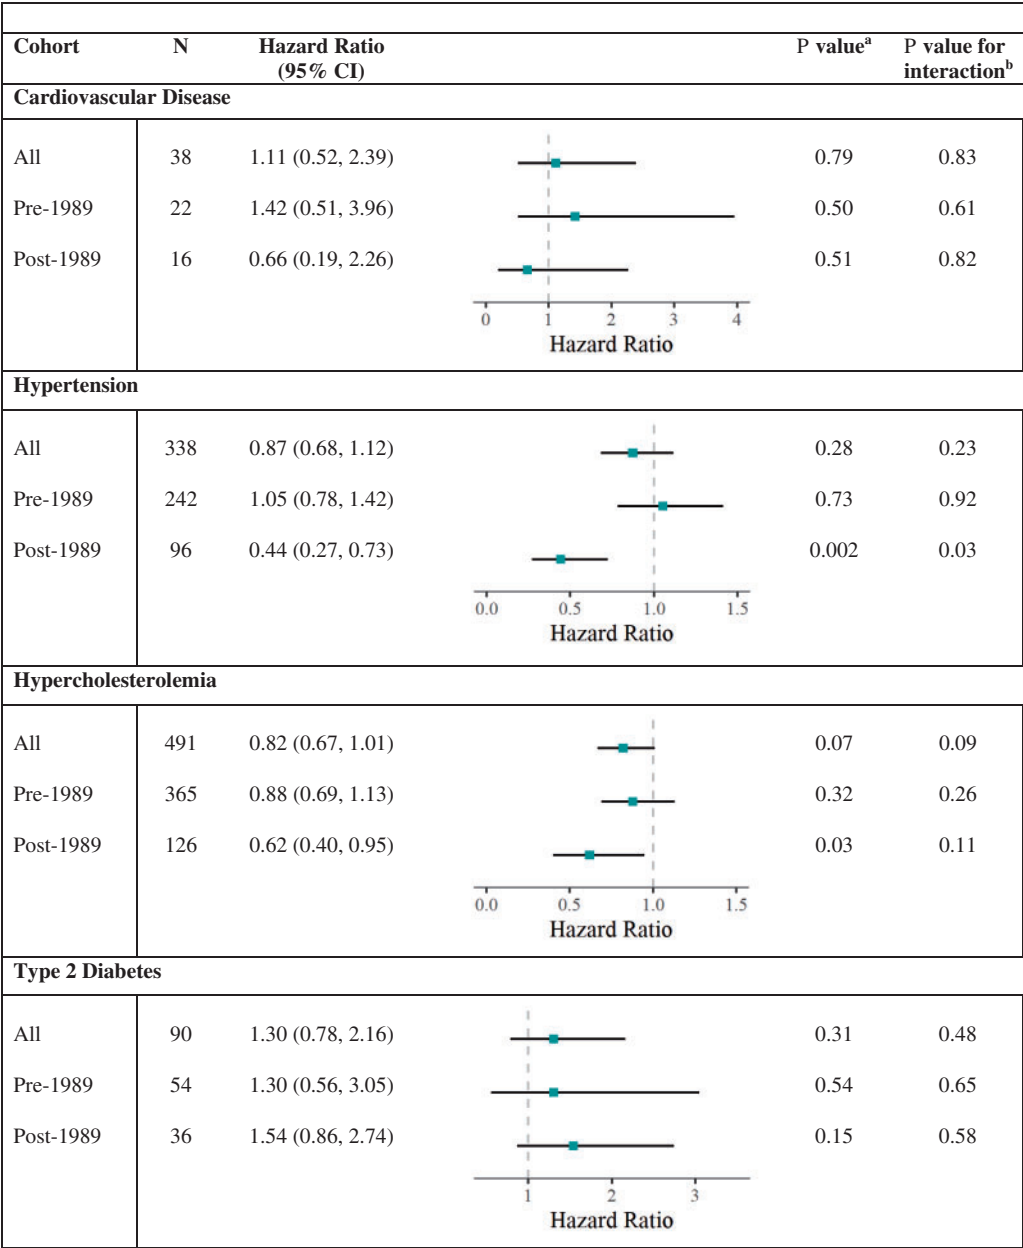 Cohort N Hazard Ratio P valueᵃ P value for
(95% CI) interactionᵇ
Cardiovascular Disease
All 38 1.11 (0.52, 2.39) 0.79 0.83
Pre-1989 22 1.42 (0.51, 3.96) 0.50 0.61
Post-1989 16 0.66 (0.19, 2.26) 0.51 0.82
0 1 2 3 4
Hazard Ratio
Hypertension
All 338 0.87 (0.68, 1.12) 0.28 0.23
Pre-1989 242 1.05 (0.78, 1.42) 0.73 0.92
Post-1989 96 0.44 (0.27, 0.73) 0.002 0.03
0.0 0.5 1.0 1.5
Hazard Ratio
Hypercholesterolemia
All 491 0.82 (0.67, 1.01) 0.07 0.09
Pre-1989 365 0.88 (0.69, 1.13) 0.32 0.26
Post-1989 126 0.62 (0.40, 0.95) 0.03 0.11
0.0 0.5 1.0 1.5
Hazard Ratio
Type 2 Diabetes
All 90 1.30 (0.78, 2.16) 0.31 0.48
Pre-1989 54 1.30 (0.56, 3.05) 0.54 0.65
Post-1989 36 1.54 (0.86, 2.74) 0.15 0.58
1 2 3
Hazard Ratio